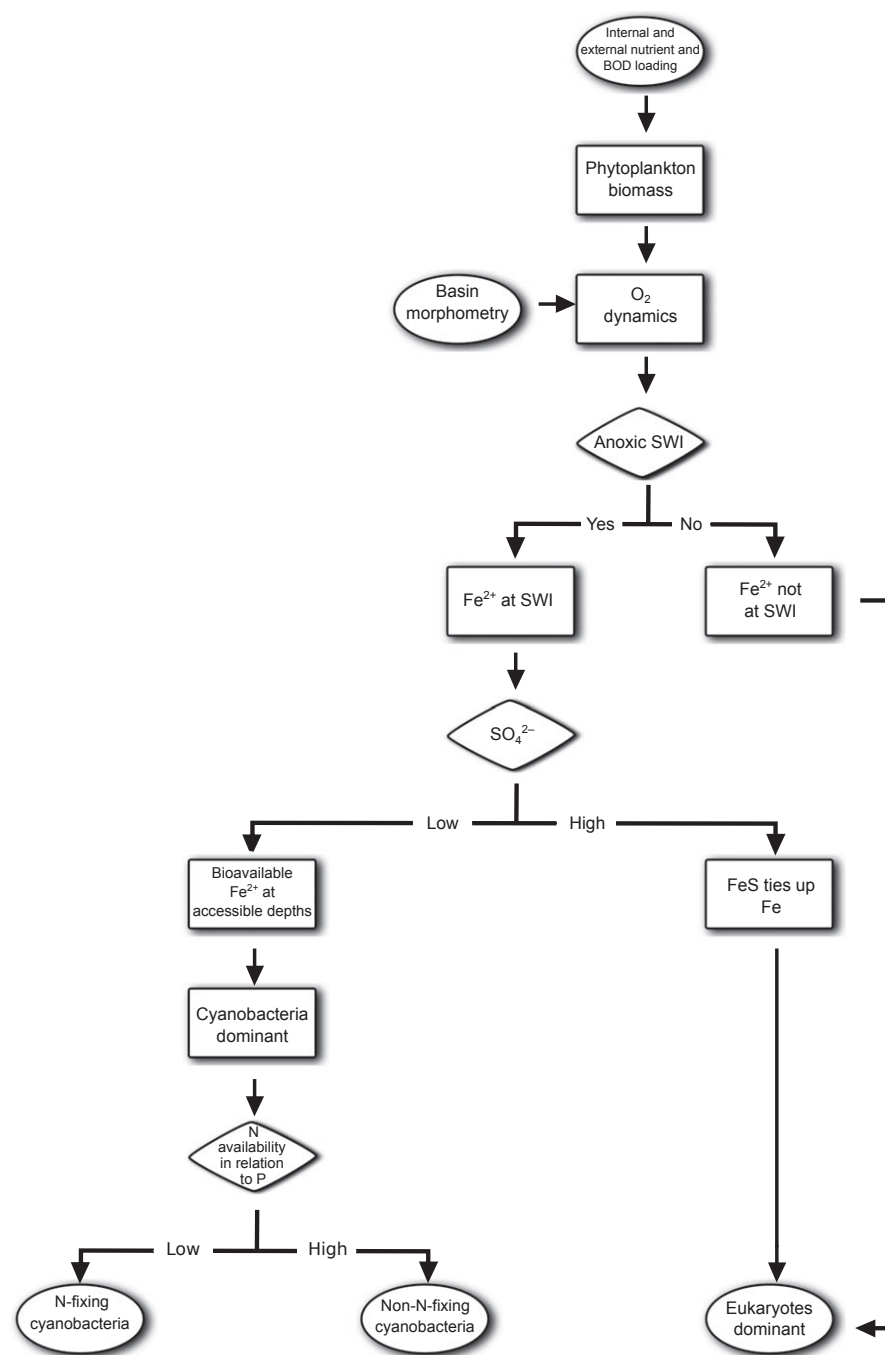 Internal and
external nutrient and
BOD loading
Phytoplankton
biomass
Basin
morphometry
O₂
dynamics
Anoxic SWI
Yes
No
Fe²⁺ at SWI
Fe²⁺ not
at SWI
SO₄²⁻
Low
High
Bioavailable
Fe²⁺ at
accessible depths
FeS ties up
Fe
Cyanobacteria
dominant
N
availability
in relation
to P
Low
High
N-fixing
cyanobacteria
Non-N-fixing
cyanobacteria
Eukaryotes
dominant